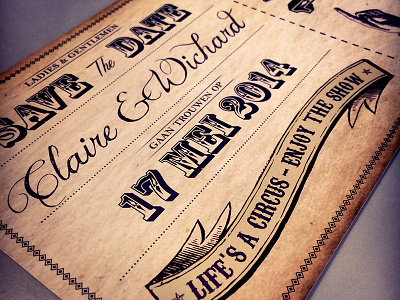 LADIES & GENTLEMEN
SAVE The DATE
Claire & Wichard
GAAN TROUWEN OP
17 MEI 2014
LIFE'S A CIRCUS - ENJOY THE SHOW